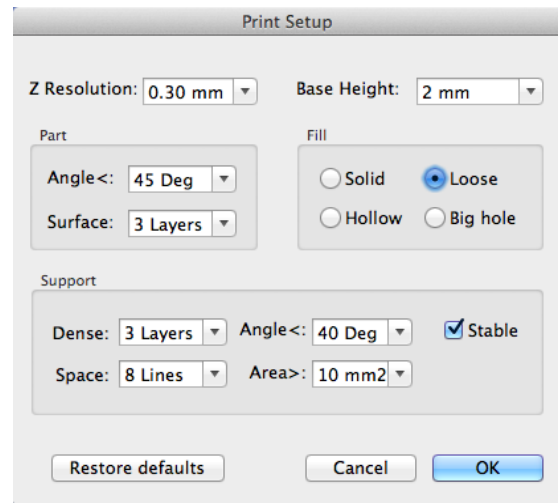 Print Setup
Z Resolution: 0.30 mm Base Height: 2 mm
Part Fill
Angle<: 45 Deg Solid Loose
Surface: 3 Layers Hollow Big hole
Support
Dense: 3 Layers Angle<: 40 Deg Stable
Space: 8 Lines Area>: 10 mm2
Restore defaults Cancel OK